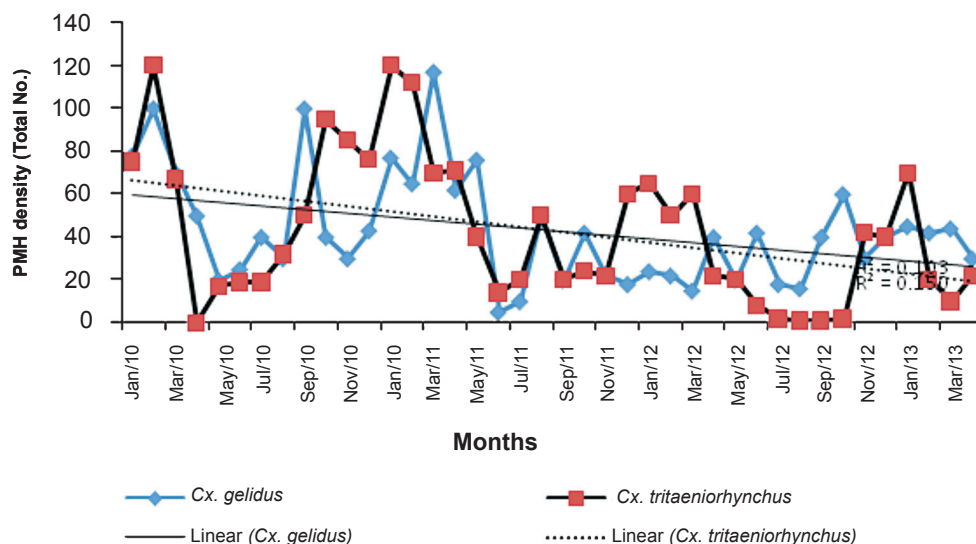 140
120
100
80
60
40
20
0
PMH density (Total No.)
Jan/10
Mar/10
May/10
Jul/10
Sep/10
Nov/10
Jan/10
Mar/11
May/11
Jul/11
Sep/11
Nov/11
Jan/12
Mar/12
May/12
Jul/12
Sep/12
Nov/12
Jan/13
Mar/13
R² =
Months
Cx. gelidus
Cx. tritaeniorhynchus
Linear (Cx. gelidus)
Linear (Cx. tritaeniorhynchus)